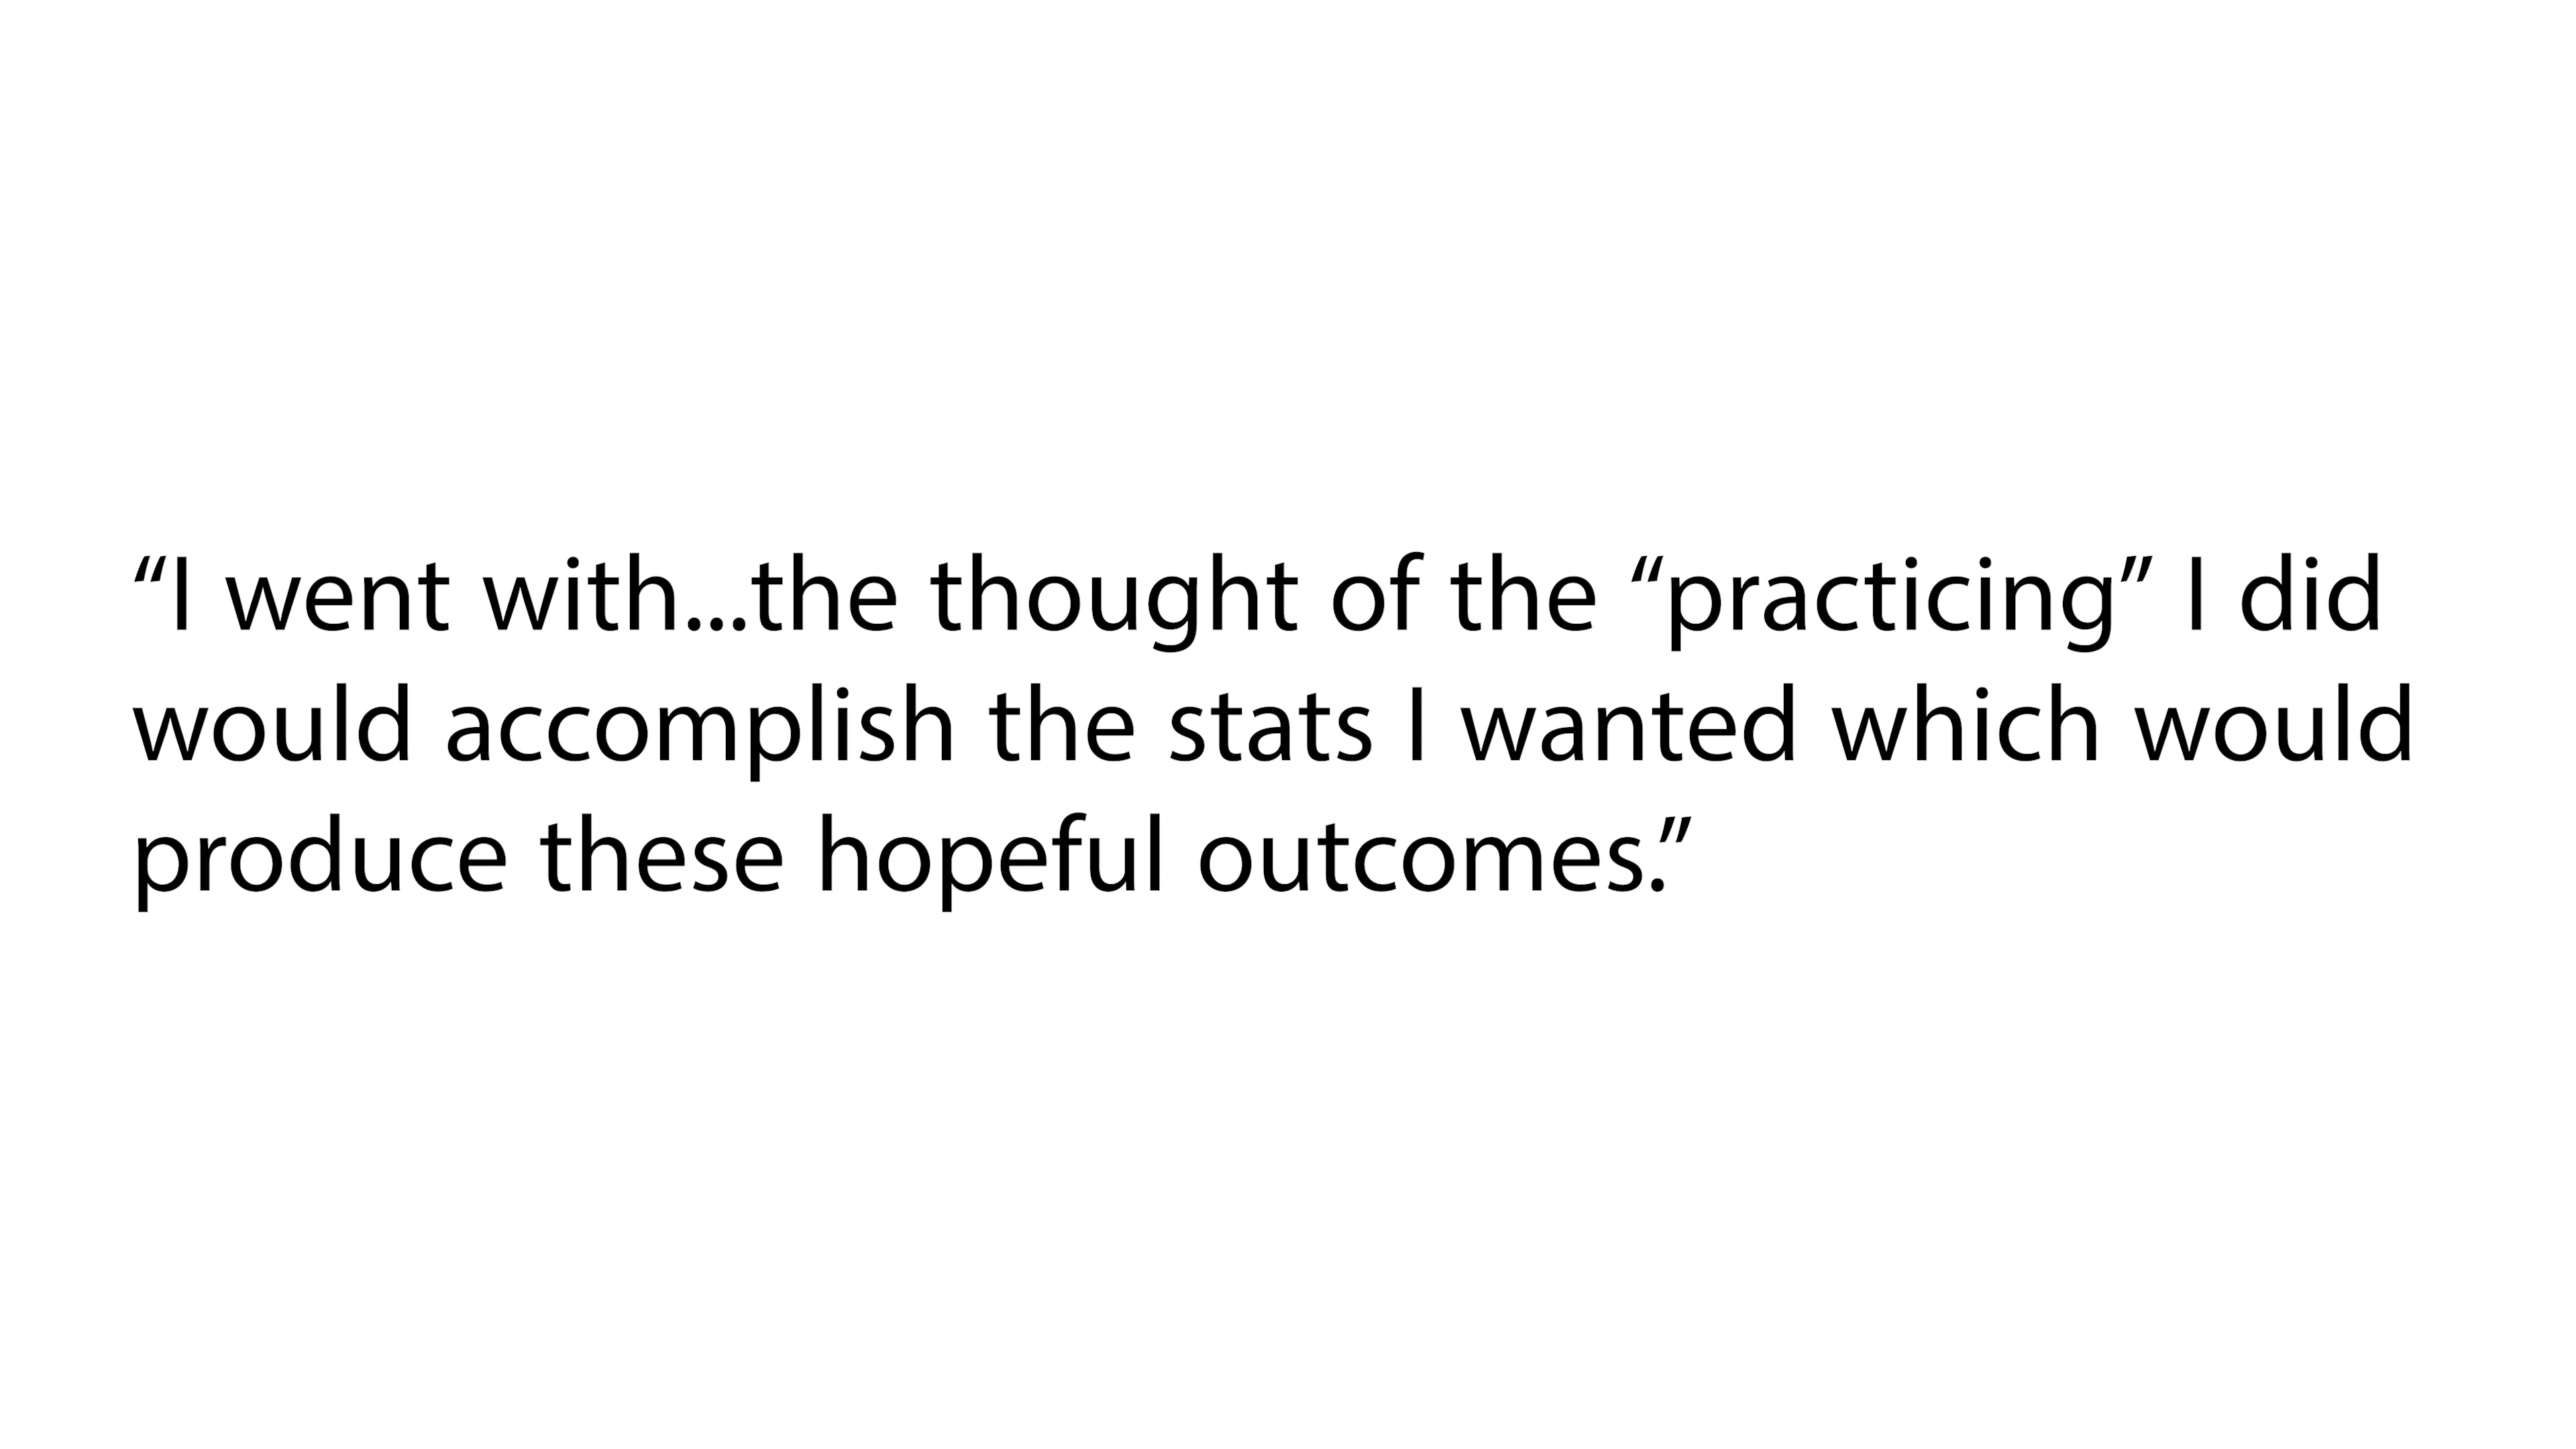 “I went with...the thought of the “practicing” I did
would accomplish the stats I wanted which would
produce these hopeful outcomes.”